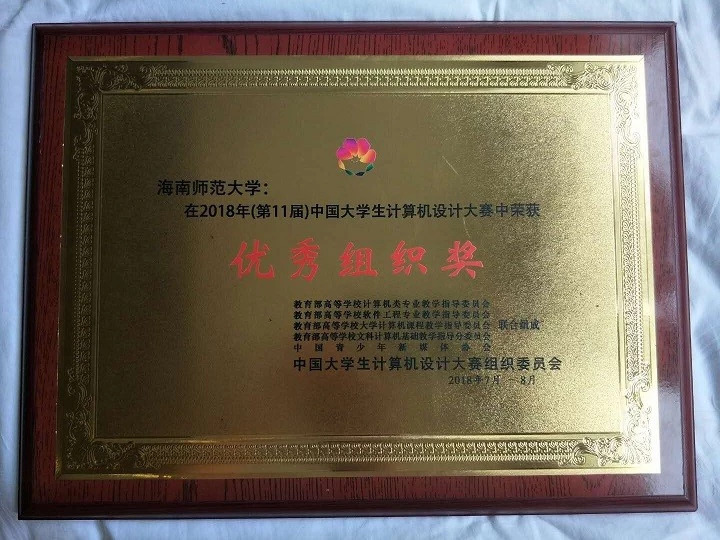 海南师范大学：
在2018年(第11届)中国大学生计算机设计大赛中荣获
优秀组织奖
教育部高等学校计算机类专业教学指导委员会
教育部高等学校软件工程专业教学指导委员会
教育部高等学校大学计算机课程教学指导委员会 联合组成
教育部高等学校文科计算机基础教学指导分委员会
中国青少年新媒体协会
中国大学生计算机设计大赛组织委员会
2018年7月－8月